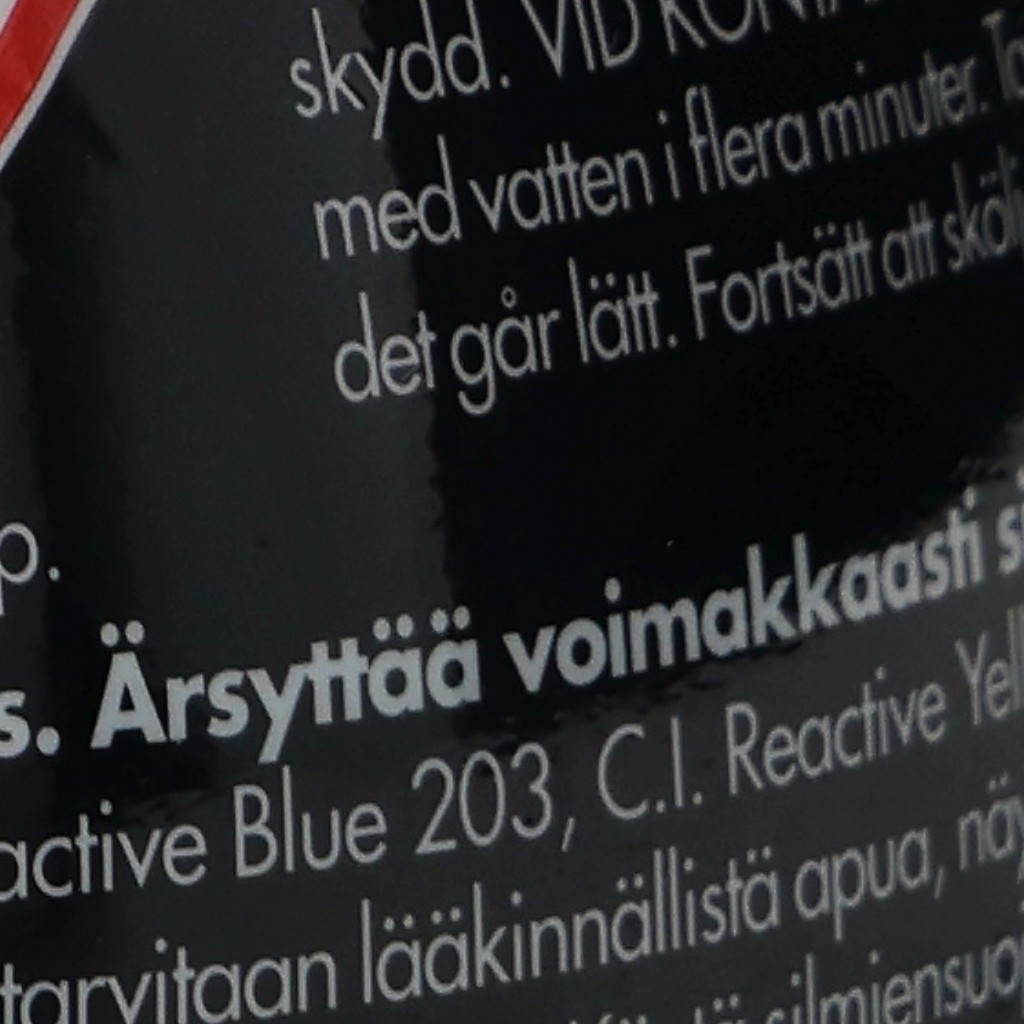 skydd. VID
med vatten i flera minuter.
det går lätt. Fortsätt att
p.
s. Ärsyttää voimakkaasti
active Blue 203, C.I. Reactive
tarvitaan lääkinnällistä apua,